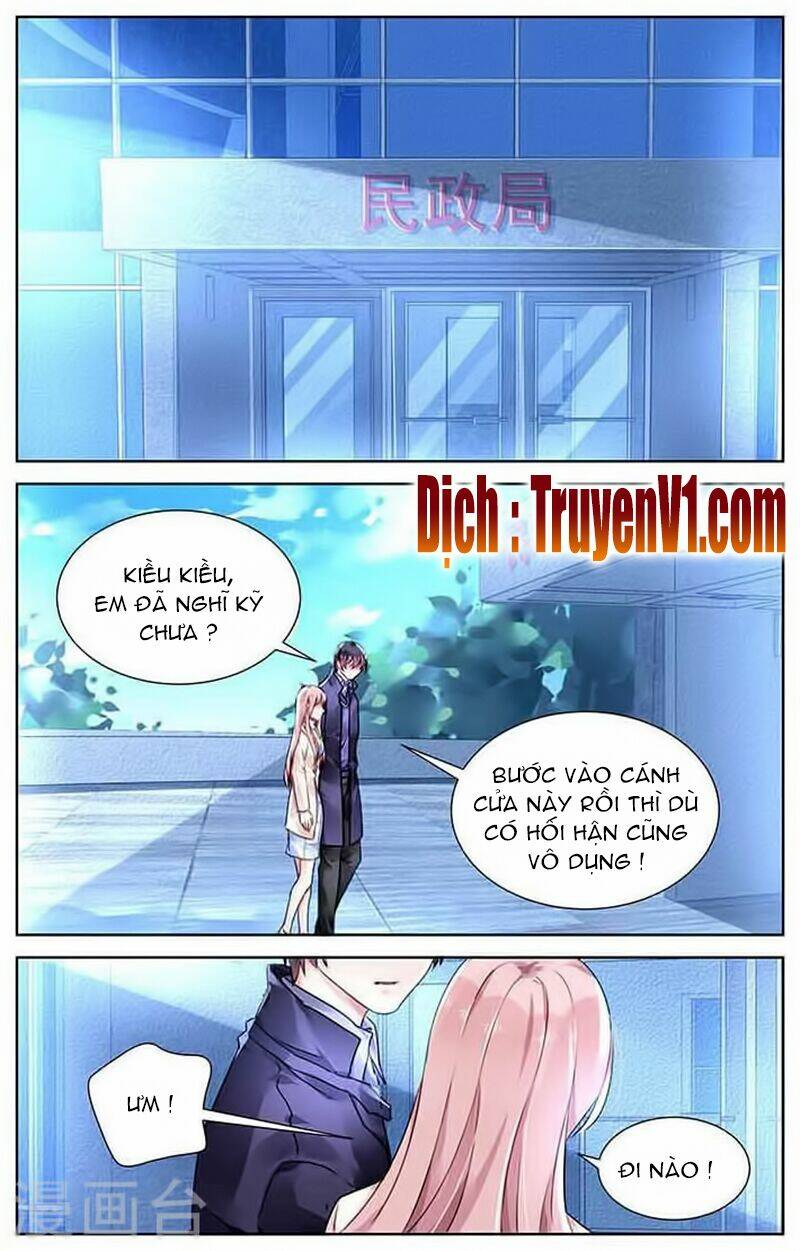 民政局
Dịch : TruyenV1.com
KIỀU KIỀU,
EM ĐÃ NGHĨ KỸ
CHƯA ?
BƯỚC VÀO CÁNH
CỬA NÀY RỒI THÌ DÙ
CÓ HỐI HẬN CŨNG
VÔ DỤNG !
ƯM !
ĐI NÀO !
漫画台